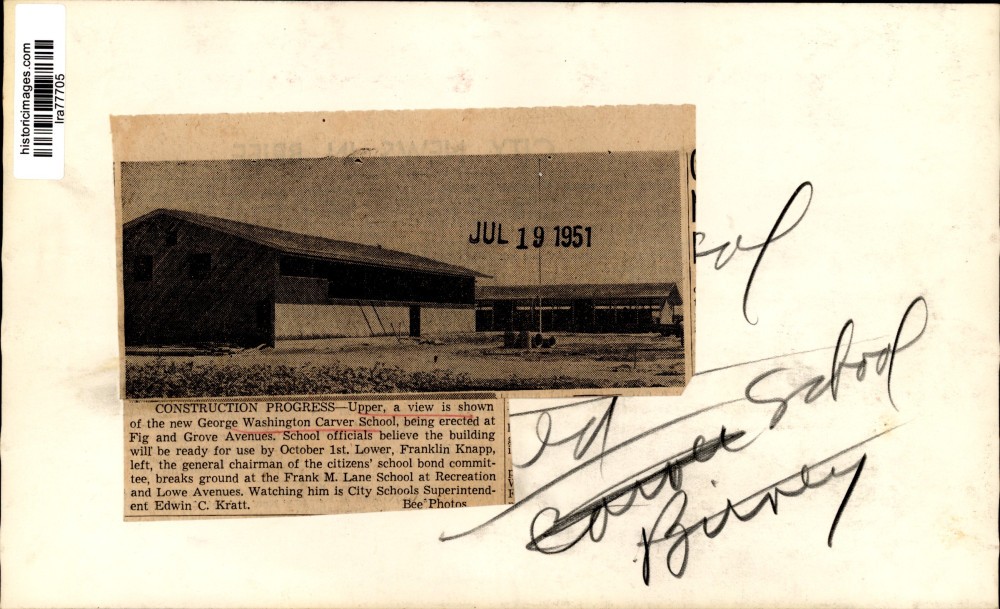 historicimages.com
lra77705
JUL 19 1951
CONSTRUCTION PROGRESS—Upper, a view is shown
of the new George Washington Carver School, being erected at
Fig and Grove Avenues. School officials believe the building
will be ready for use by October 1st. Lower, Franklin Knapp,
left, the general chairman of the citizens' school bond commit-
tee, breaks ground at the Frank M. Lane School at Recreation
and Lowe Avenues. Watching him is City Schools Superintend-
ent Edwin C. Kratt. Bee Photos
School